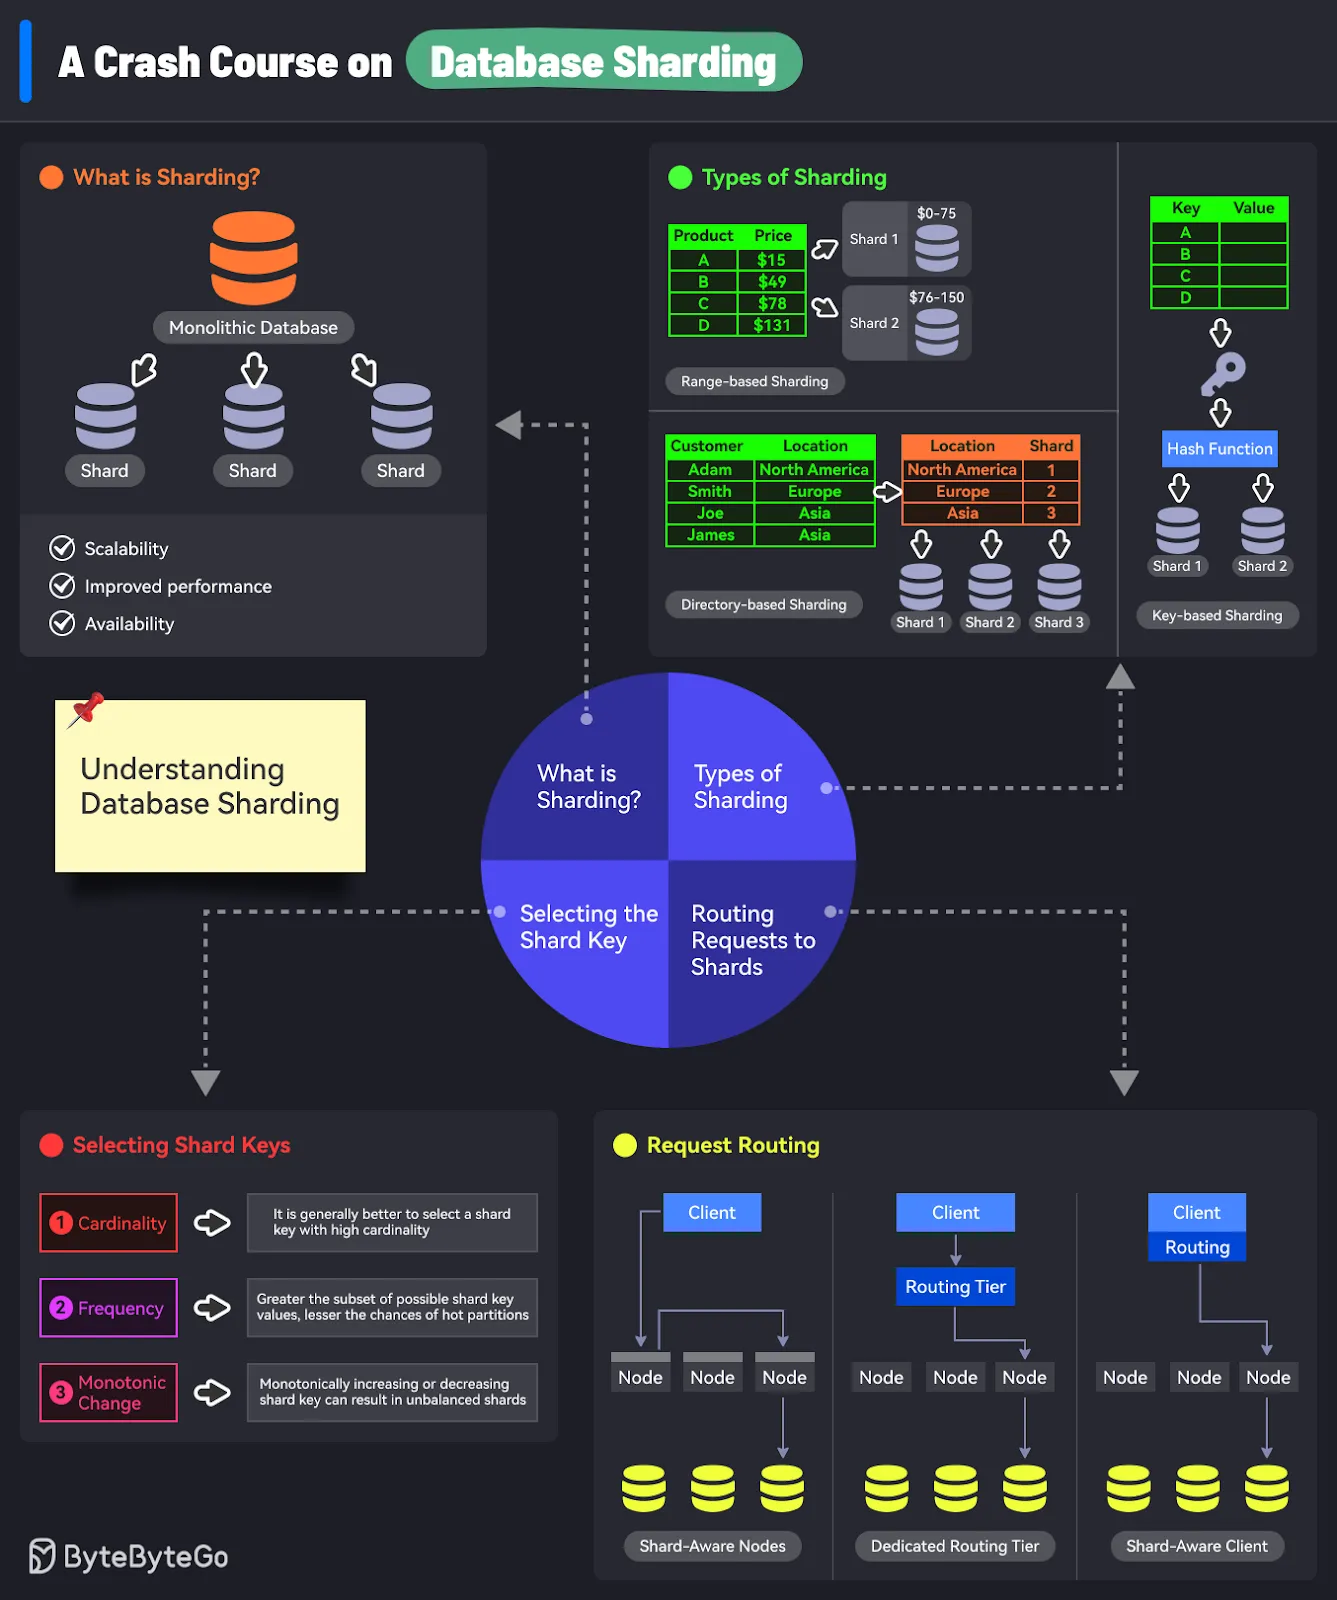 A Crash Course on Database Sharding
What is Sharding?
Monolithic Database
Shard Shard Shard
Scalability
Improved performance
Availability
Types of Sharding
Product Price
A $15
B $49
C $78
D $131
Shard 1
$0-75
Shard 2
$76-150
Range-based Sharding
Customer Location
Adam North America
Smith Europe
Joe Asia
James Asia
Location Shard
North America 1
Europe 2
Asia 3
Shard 1 Shard 2 Shard 3
Directory-based Sharding
Key Value
A
B
C
D
Hash Function
Shard 1 Shard 2
Key-based Sharding
Understanding
Database Sharding
What is
Sharding?
Types of
Sharding
Selecting the
Shard Key
Routing
Requests to
Shards
Selecting Shard Keys
1 Cardinality
It is generally better to select a shard
key with high cardinality
2 Frequency
Greater the subset of possible shard key
values, lesser the chances of hot partitions
3 Monotonic
Change
Monotonically increasing or decreasing
shard key can result in unbalanced shards
Request Routing
Client
Node Node Node
Shard-Aware Nodes
Client
Routing Tier
Node Node Node
Dedicated Routing Tier
Client
Routing
Node Node Node
Shard-Aware Client
ByteByteGo